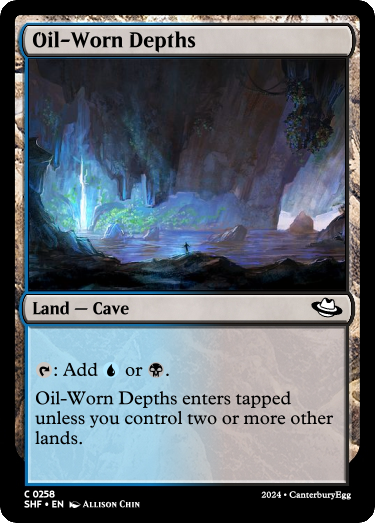 Oil-Worn Depths
Land — Cave
: Add or .
Oil-Worn Depths enters tapped
unless you control two or more other
lands.
C 0258
SHF • EN ALLISON CHIN
2024 • CanterburyEgg